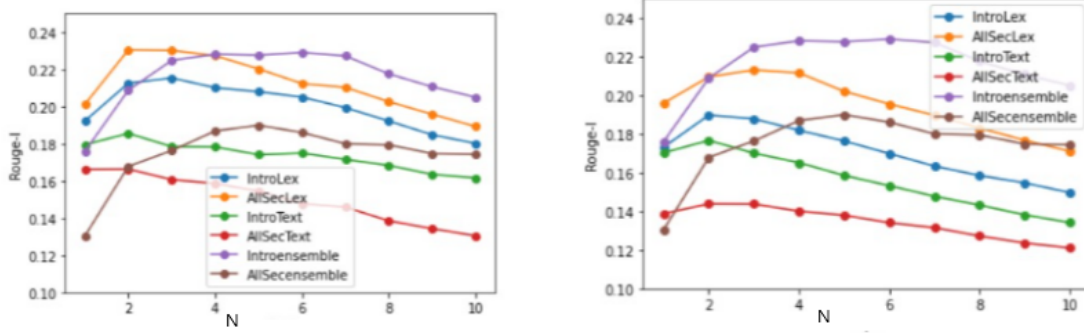 Rouge-l
0.24
0.22
0.20
0.18
0.16
0.14
0.12
0.10
2
4
6
8
10
N
IntroLex
AllSecLex
IntroText
AllSecText
Introensemble
AllSecensemble
Rouge-l
0.24
0.22
0.20
0.18
0.16
0.14
0.12
0.10
2
4
6
8
10
N
IntroLex
AllSecLex
IntroText
AllSecText
Introensemble
AllSecensemble